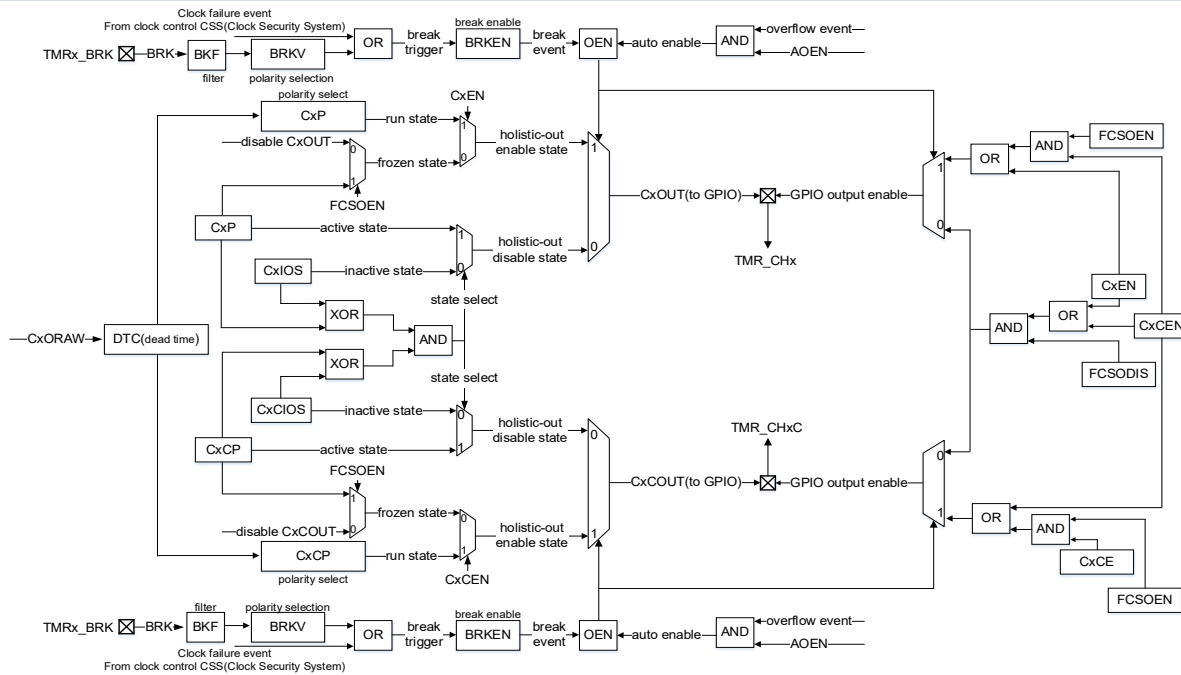 Clock failure event
From clock control CSS(Clock Security System)
TMRx_BRK
BRK
BKF
filter
BRKV
polarity selection
OR
break
trigger
break enable
BRKEN
break
event
OEN
auto enable
AND
overflow event
AOEN
polarity select
CxP
run state
CxEN
1
0
disable CxOUT
0
1
frozen state
FCSOEN
holistic-out
enable state
1
0
CxP
active state
1
0
holistic-out
disable state
CxIOS
inactive state
state select
XOR
AND
CxORAW
DTC(dead time)
XOR
state select
CxCIOS
inactive state
0
1
holistic-out
disable state
CxCP
active state
FCSOEN
1
0
frozen state
disable CxCOUT
0
1
holistic-out
enable state
0
1
CxCP
run state
polarity select
CxCEN
CxOUT(to GPIO)
GPIO output enable
TMR_CHx
1
0
OR
AND
FCSOEN
CxEN
OR
CxCEN
AND
FCSODIS
TMR_CHxC
CxCOUT(to GPIO)
GPIO output enable
0
1
OR
AND
CxCE
FCSOEN
filter
polarity selection
TMRx_BRK
BRK
BKF
BRKV
OR
break
trigger
break enable
BRKEN
break
event
OEN
auto enable
AND
overflow event
AOEN
Clock failure event
From clock control CSS(Clock Security System)